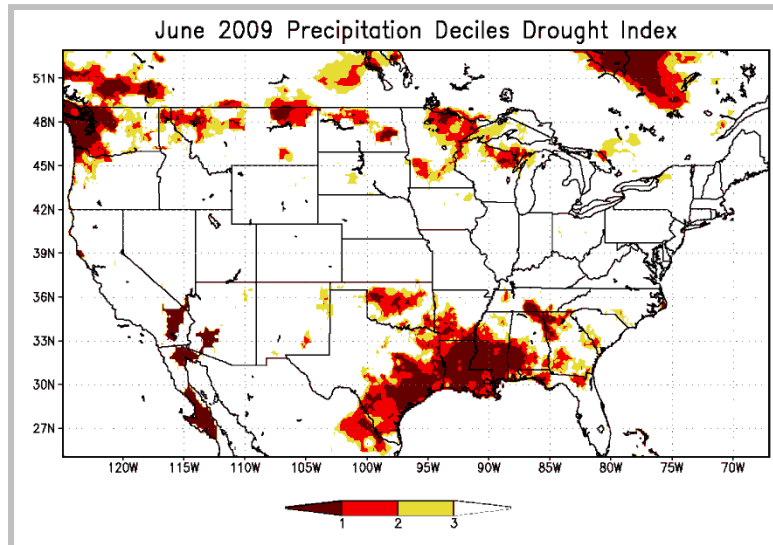 June 2009 Precipitation Deciles Drought Index
51N
48N
45N
42N
39N
36N
33N
30N
27N
120W 115W 110W 105W 100W 95W 90W 85W 80W 75W 70W
1 2 3